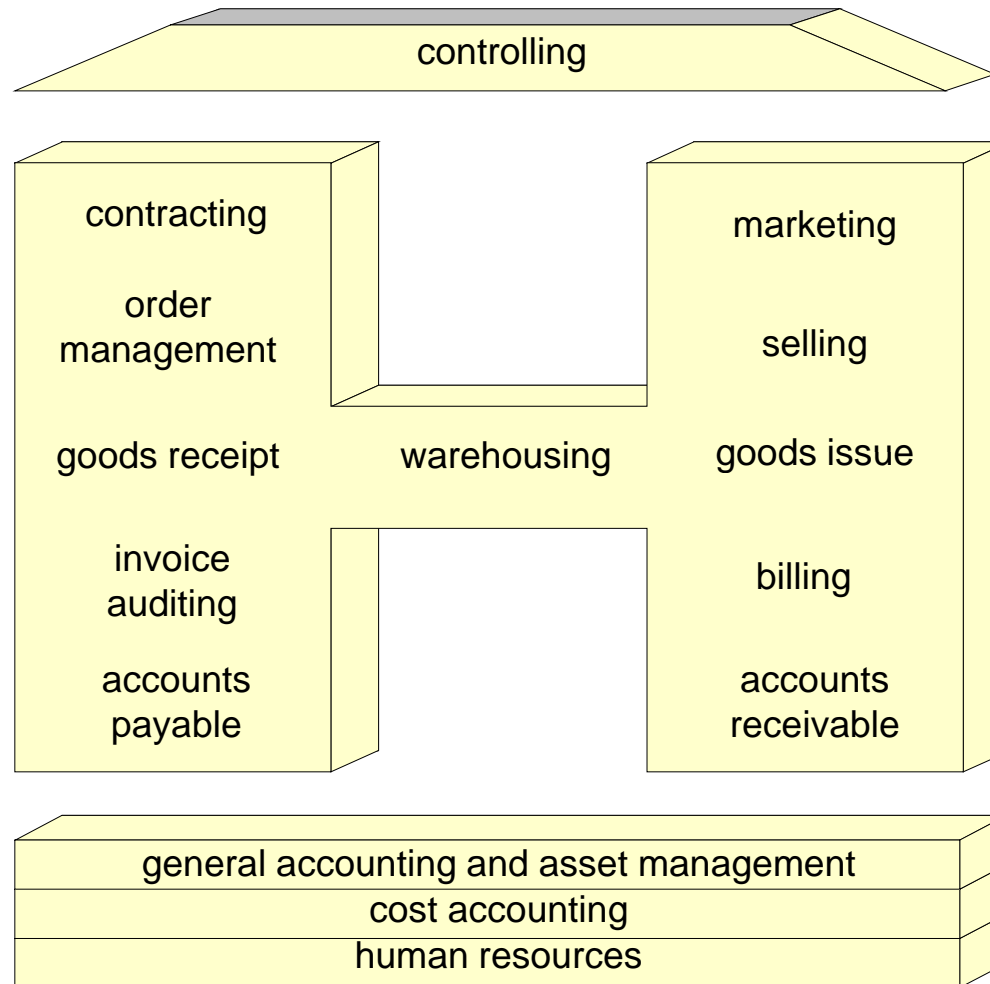 controlling
contracting
order
management
goods receipt
invoice
auditing
accounts
payable
warehousing
marketing
selling
goods issue
billing
accounts
receivable
general accounting and asset management
cost accounting
human resources